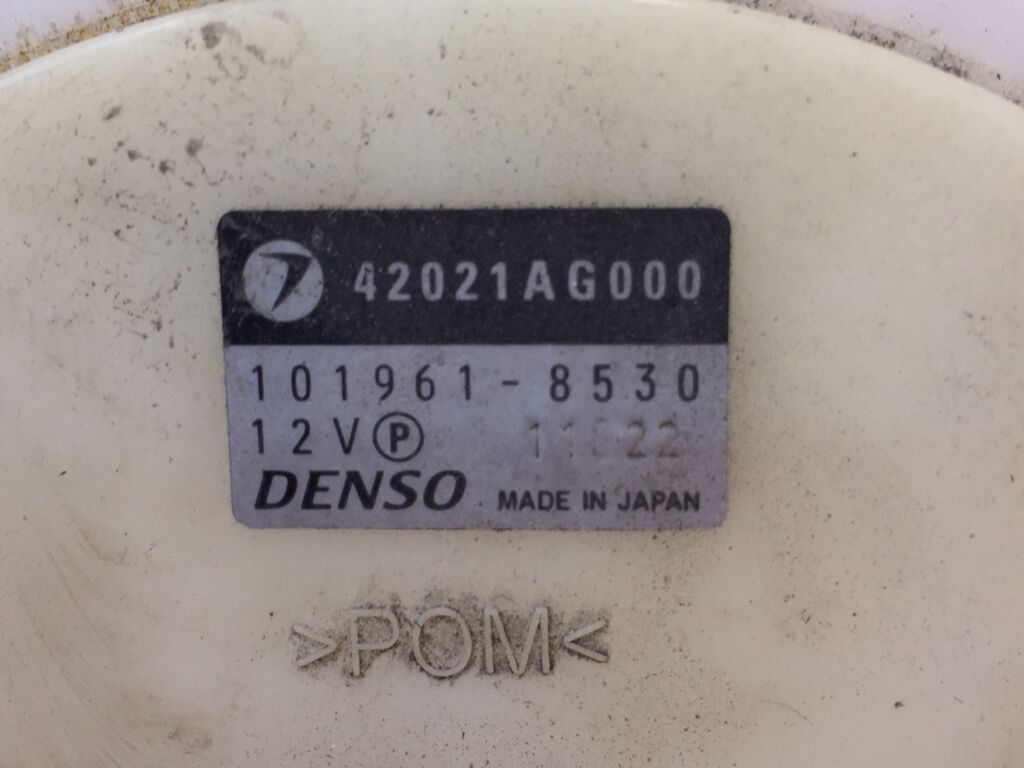 42021AG000
101961-8530
12V Ⓟ
DENSO MADE IN JAPAN
>POM<